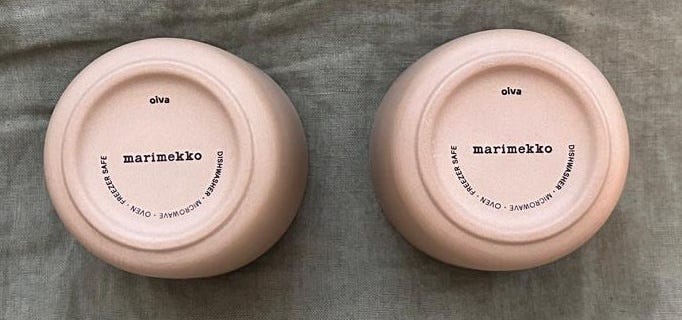 oiva
marimekko
DISHWASHER · MICROWAVE · OVEN · FREEZER SAFE
oiva
marimekko
DISHWASHER · MICROWAVE · OVEN · FREEZER SAFE